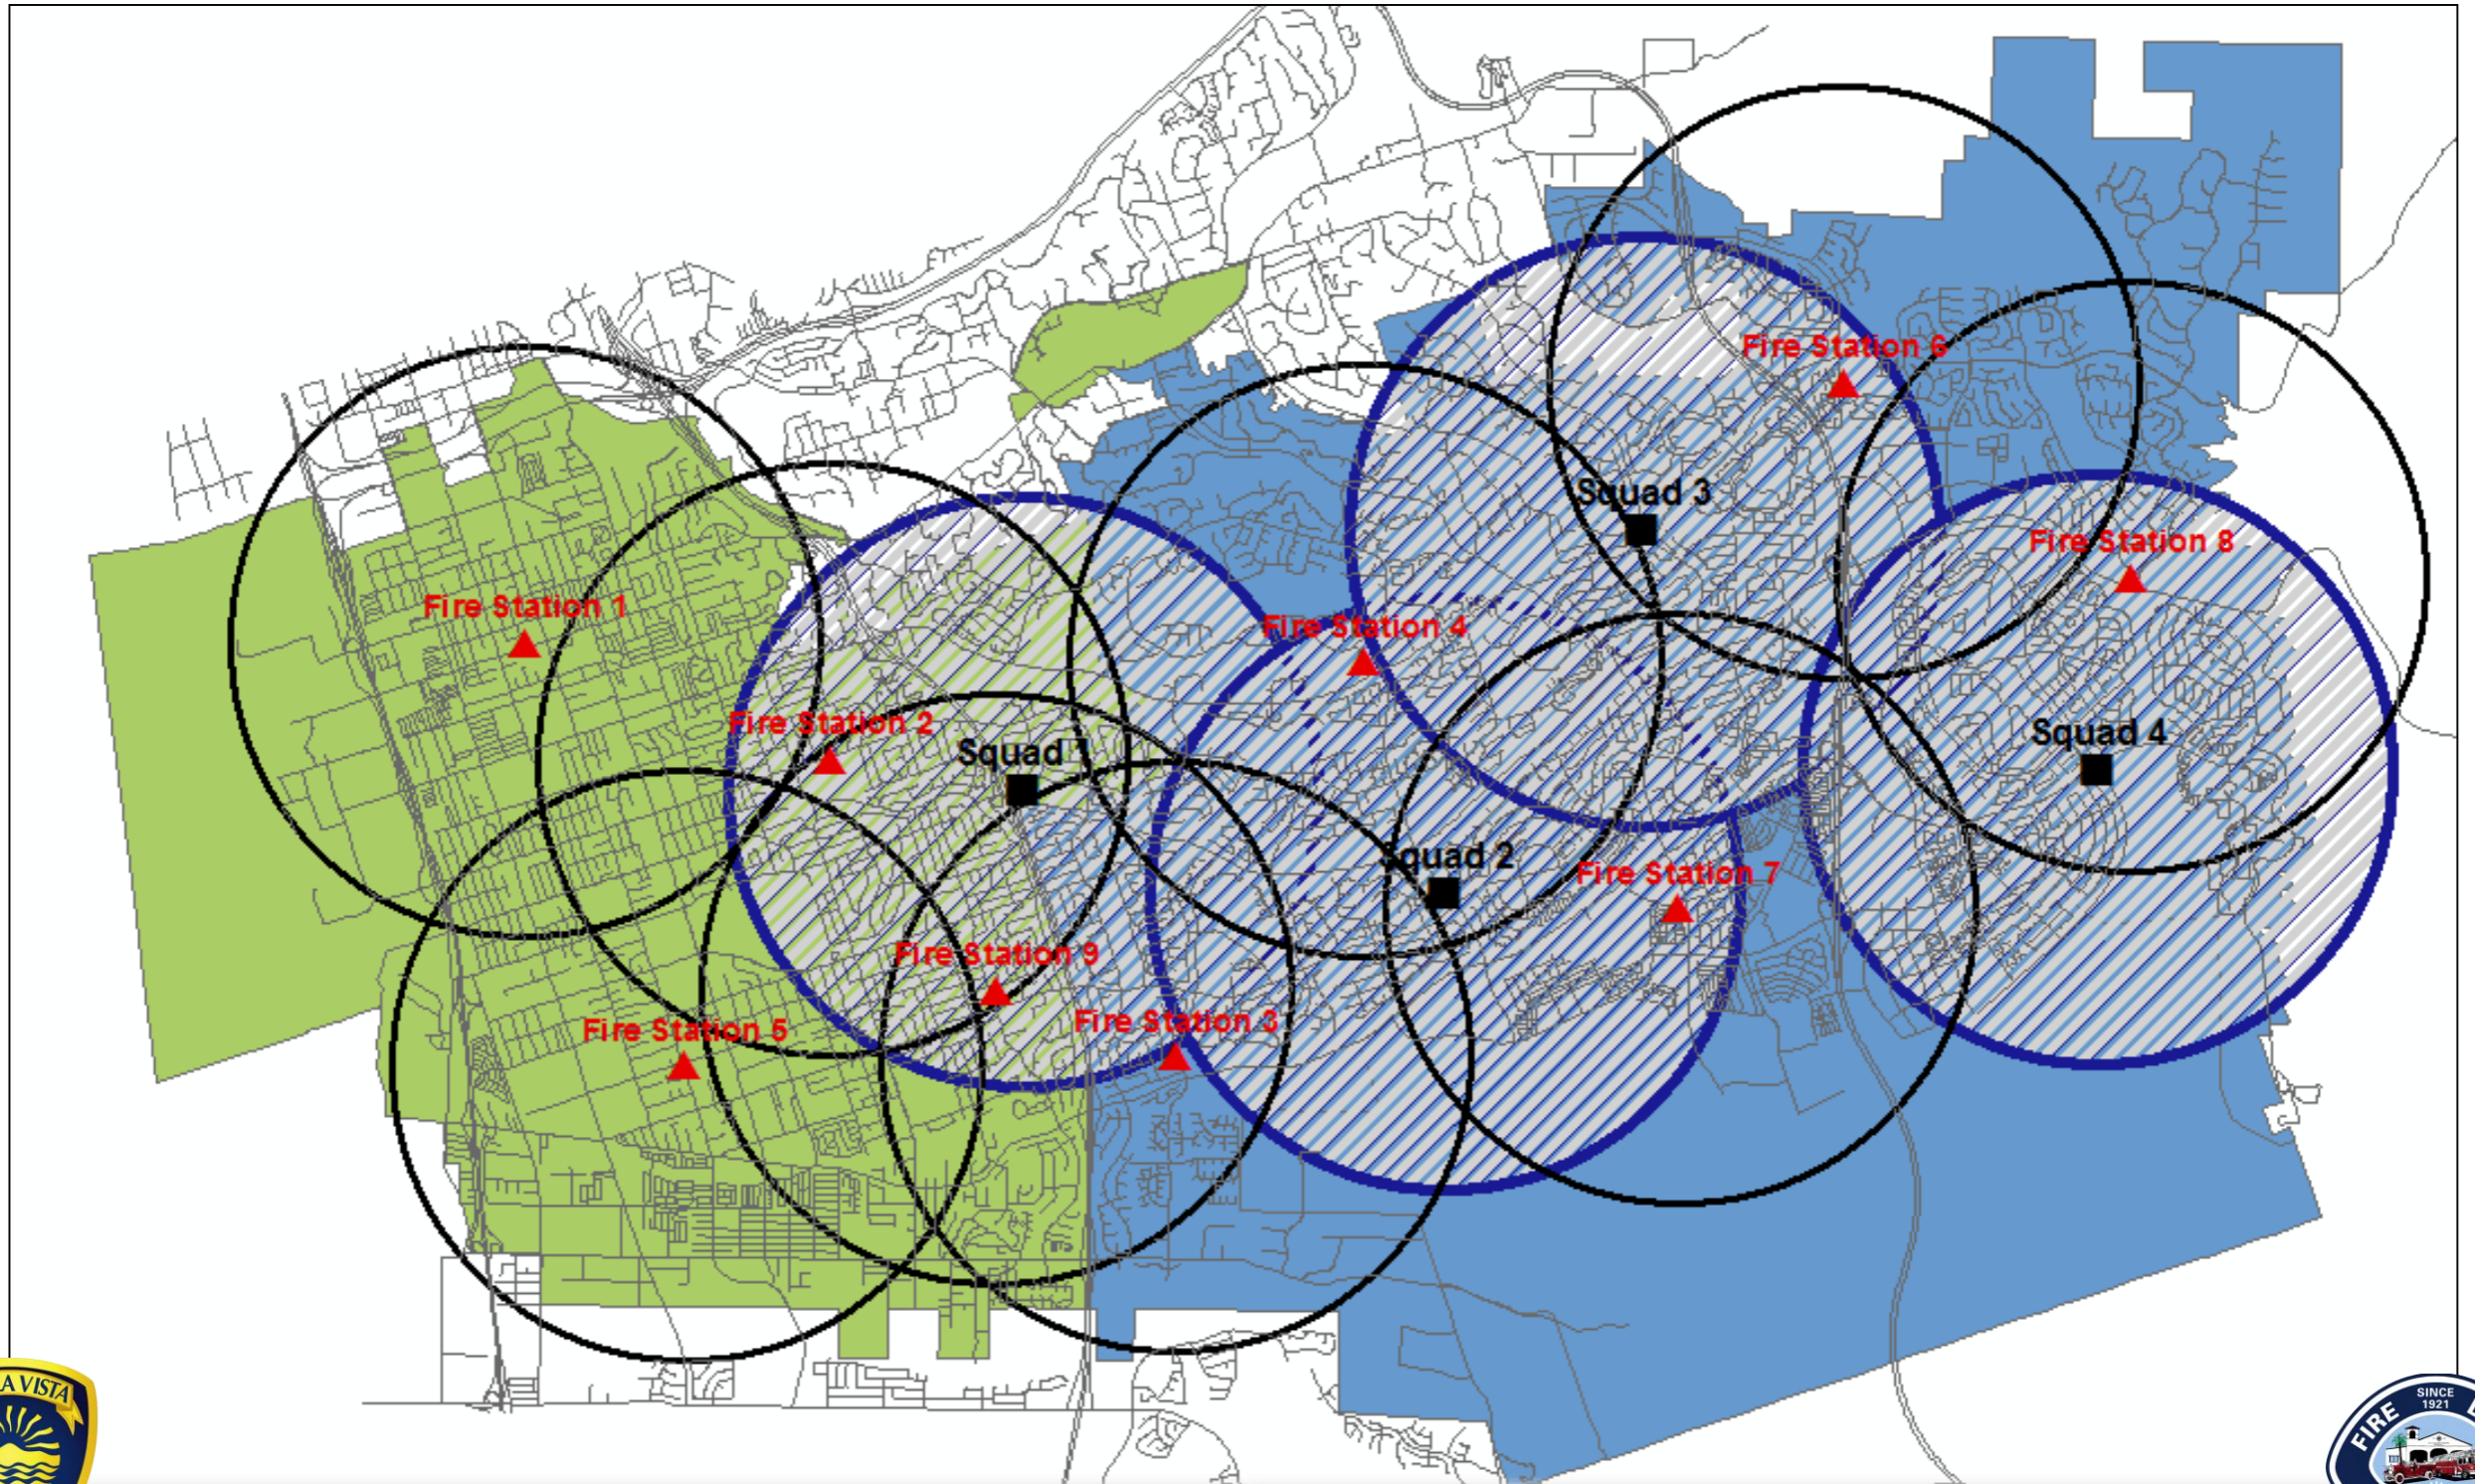 Fire Station 6
Squad 3
Fire Station 8
Fire Station 1
Fire Station 4
Fire Station 2
Squad 1
Squad 4
Squad 2
Fire Station 7
Fire Station 9
Fire Station 3
Fire Station 5
A VISTA
SINCE
1921
FIRE